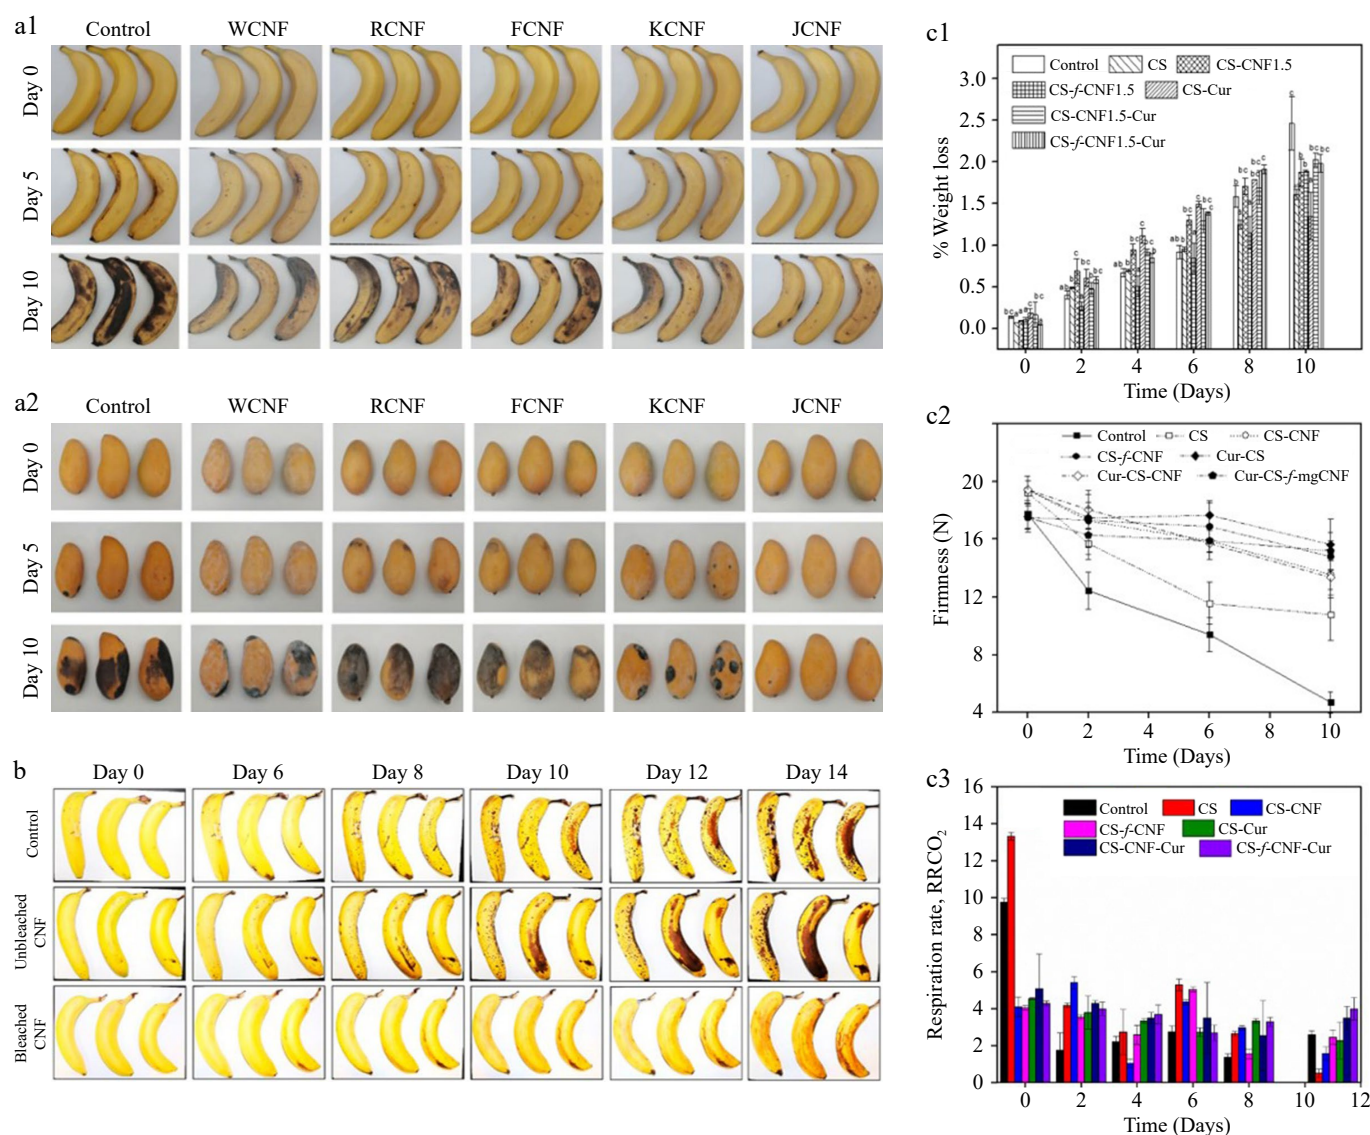 a1
Control WCNF RCNF FCNF KCNF JCNF
Day 0
Day 5
Day 10
a2
Control WCNF RCNF FCNF KCNF JCNF
Day 0
Day 5
Day 10
b
Day 0 Day 6 Day 8 Day 10 Day 12 Day 14
Control
Unbleached
CNF
Bleached
CNF
c1
Control CS CS-CNF1.5
CS-f-CNF1.5 CS-Cur
CS-CNF1.5-Cur
CS-f-CNF1.5-Cur
% Weight loss
3.0
2.5
2.0
1.5
1.0
0.5
0.0
0 2 4 6 8 10
Time (Days)
c2
Control CS CS-CNF
CS-f-CNF Cur-CS
Cur-CS-CNF Cur-CS-f-mgCNF
Firmness (N)
20
16
12
8
4
0 2 4 6 8 10
Time (Days)
c3
Control CS CS-CNF
CS-f-CNF CS-Cur
CS-CNF-Cur CS-f-CNF-Cur
Respiration rate, RRCO2
16
14
12
10
8
6
4
2
0
0 2 4 6 8 10 12
Time (Days)